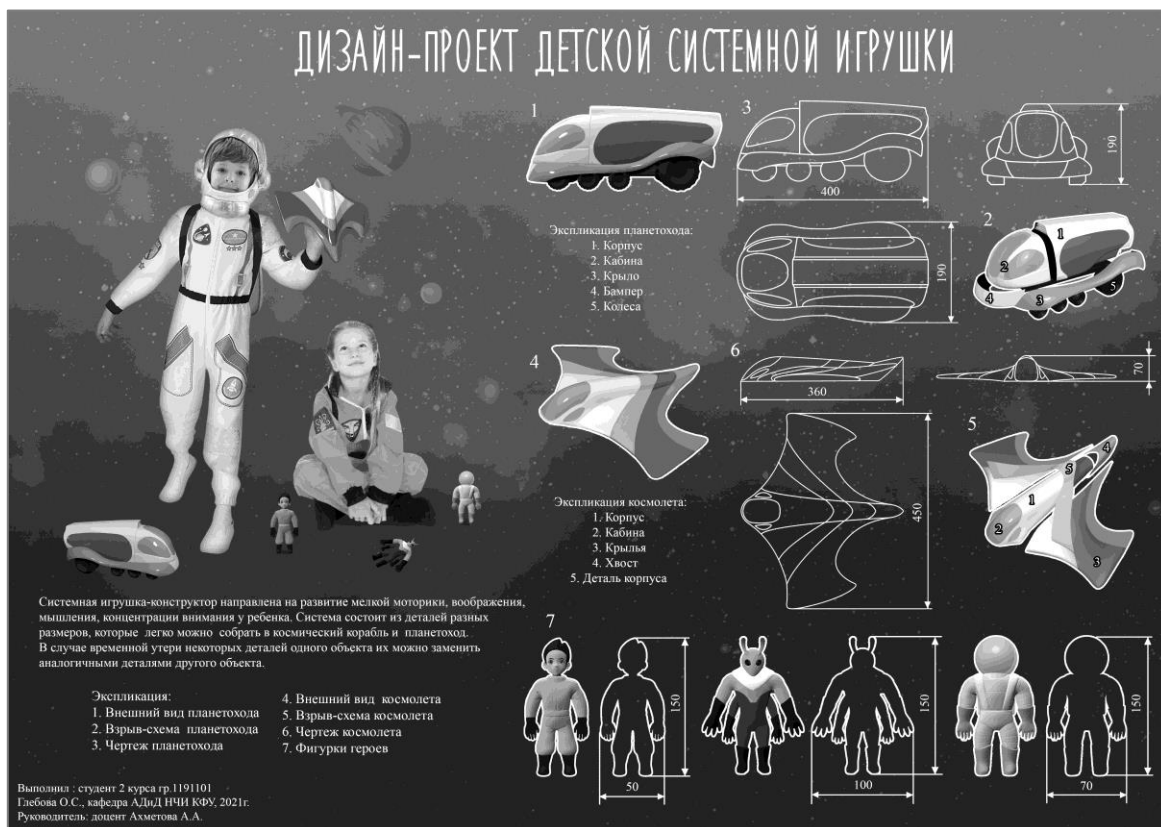 ДИЗАЙН-ПРОЕКТ ДЕТСКОЙ СИСТЕМНОЙ ИГРУШКИ
1
3
190
400
Экспликация планетохода:
1. Корпус
2. Кабина
3. Крыло
4. Бампер
5. Колеса
190
2
1
2
3
4
5
4
6
360
70
Экспликация космолета:
1. Корпус
2. Кабина
3. Крылья
4. Хвост
5. Деталь корпуса
450
5
4
5
1
2
3
Системная игрушка-конструктор направлена на развитие мелкой моторики, воображения,
мышления, концентрации внимания у ребенка. Система состоит из деталей разных
размеров, которые легко можно собрать в космический корабль и планетоход.
В случае временной утери некоторых деталей одного объекта их можно заменить
аналогичными деталями другого объекта.
Экспликация:
1. Внешний вид планетохода
2. Взрыв-схема планетохода
3. Чертеж планетохода
4. Внешний вид космолета
5. Взрыв-схема космолета
6. Чертеж космолета
7. Фигурки героев
7
150
50
150
100
150
70
Выполнил : студент 2 курса гр.1191101
Глебова О.С., кафедра АДиД НЧИ КФУ, 2021г.
Руководитель: доцент Ахметова А.А.